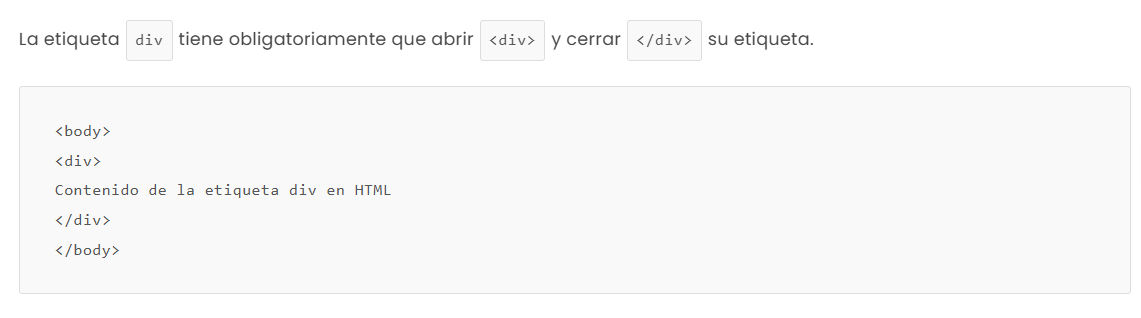 La etiqueta div tiene obligatoriamente que abrir <div> y cerrar </div> su etiqueta.
<body>
<div>
Contenido de la etiqueta div en HTML
</div>
</body>